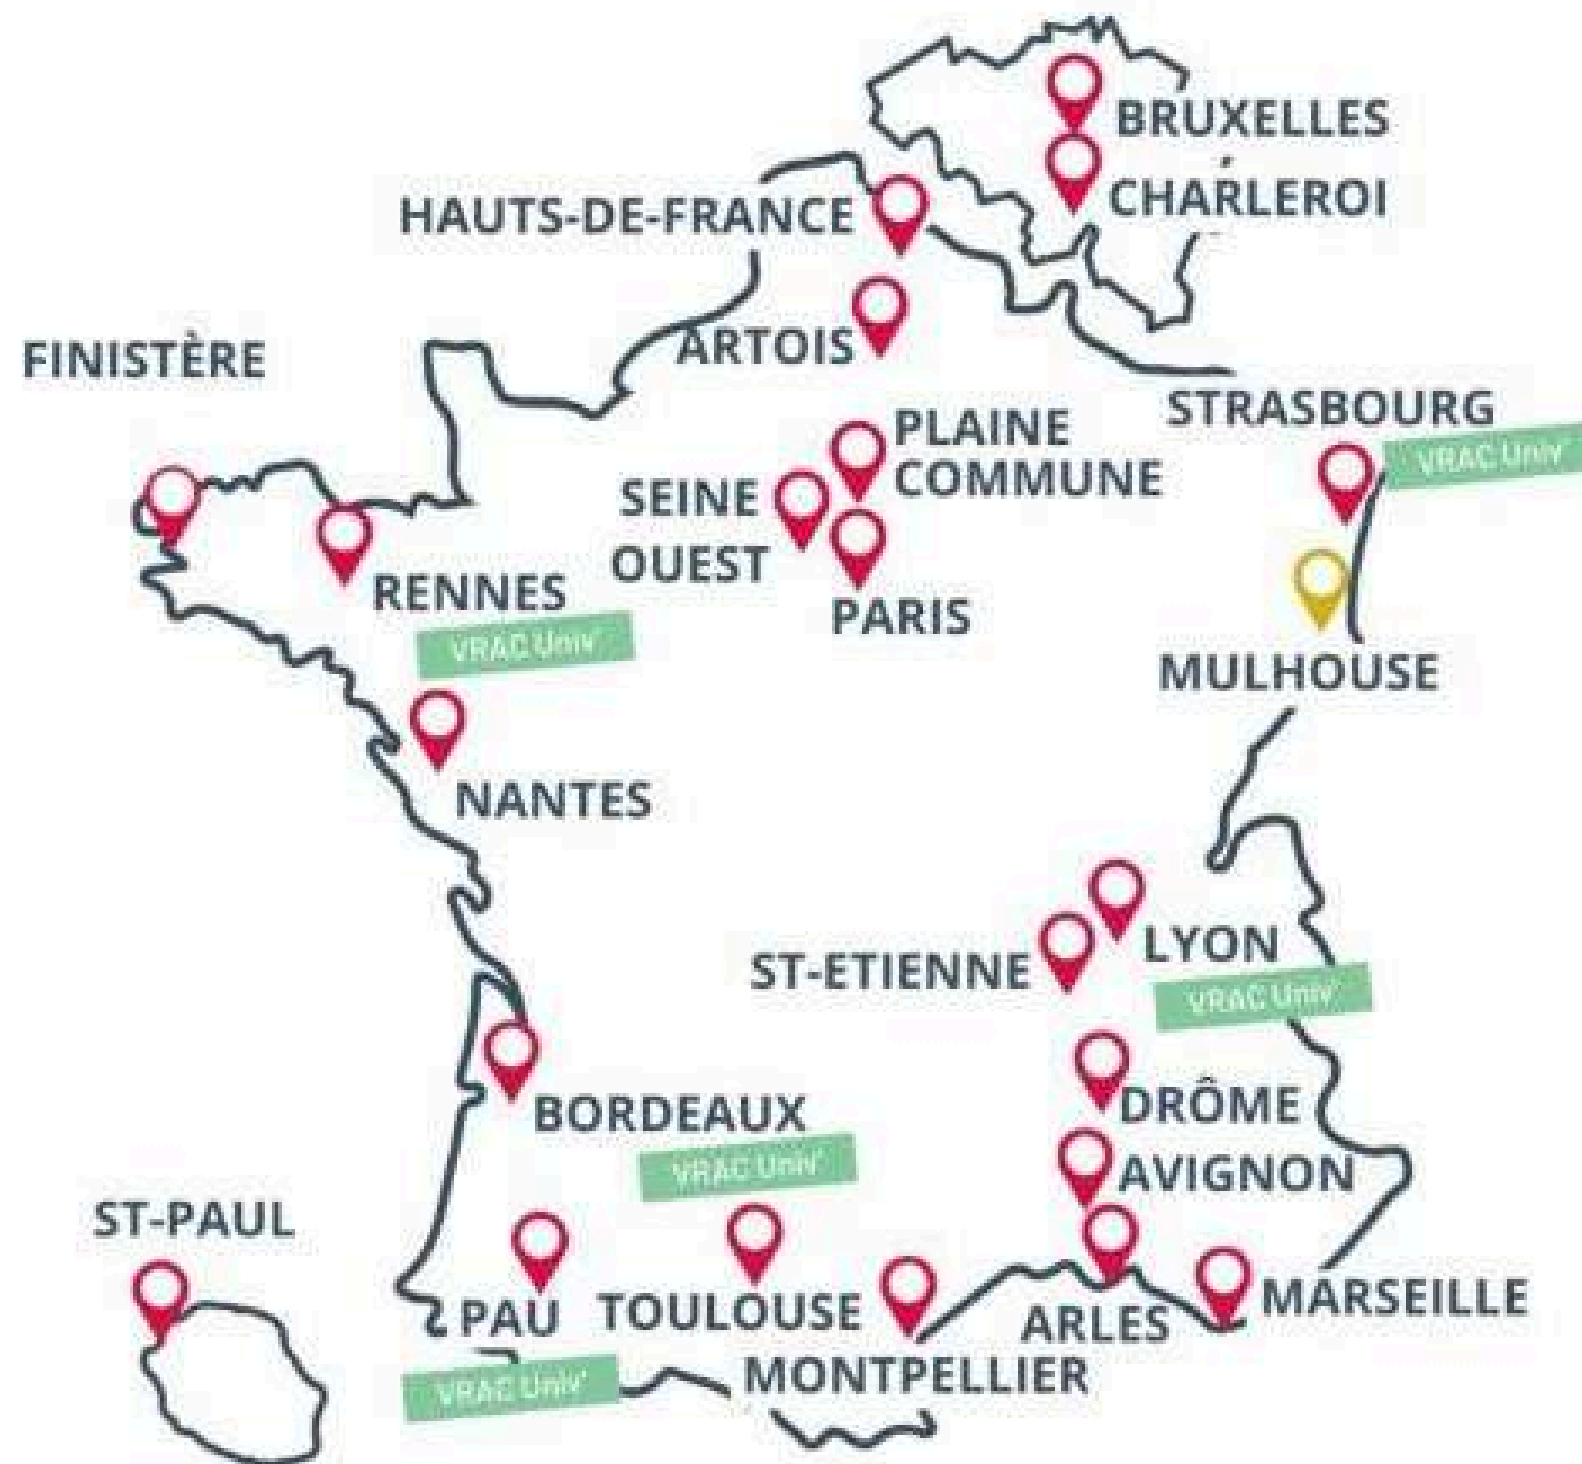 BRUXELLES
CHARLEROI
HAUTS-DE-FRANCE
ARTOIS
FINISTÈRE
STRASBOURG
VRAC Univ'
PLAINE
COMMUNE
SEINE
OUEST
PARIS
RENNES
VRAC Univ'
MULHOUSE
NANTES
LYON
VRAC Univ'
ST-ETIENNE
BORDEAUX
VRAC Univ'
DRÔME
AVIGNON
ST-PAUL
PAU
VRAC Univ'
TOULOUSE
MONTPELLIER
ARLES
MARSEILLE